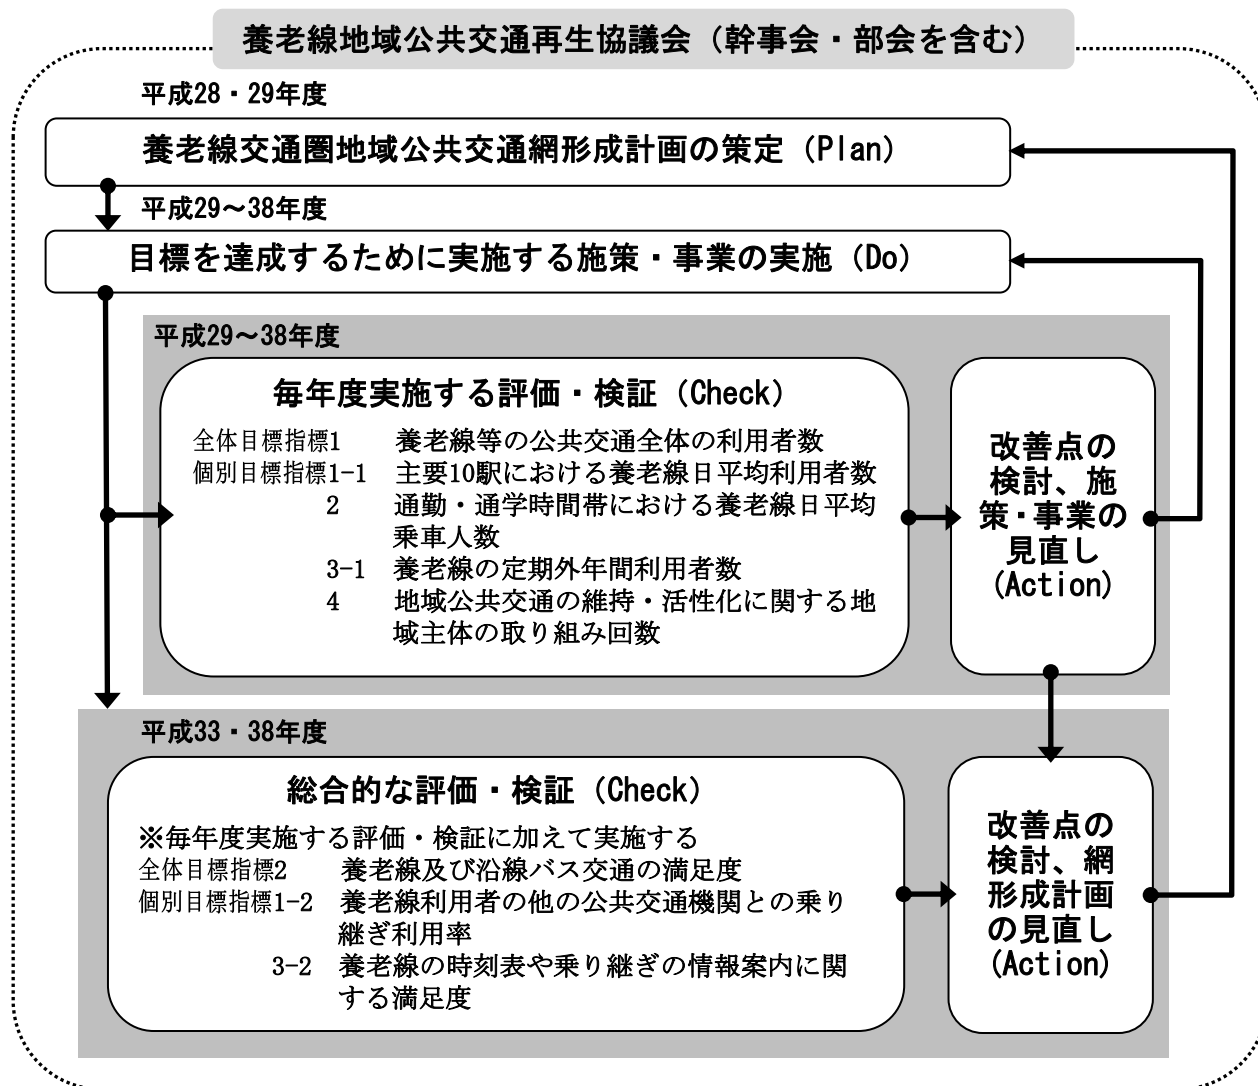 養老線地域公共交通再生協議会（幹事会・部会を含む）
平成28・29年度
養老線交通圏地域公共交通網形成計画の策定（Plan）
平成29～38年度
目標を達成するために実施する施策・事業の実施（Do）
平成29～38年度
毎年度実施する評価・検証（Check）
全体目標指標1　養老線等の公共交通全体の利用者数
個別目標指標1-1　主要10駅における養老線日平均利用者数
2　通勤・通学時間帯における養老線日平均
乗車人数
3-1　養老線の定期外年間利用者数
4　地域公共交通の維持・活性化に関する地
域主体の取り組み回数
改善点の
検討、施
策・事業の
見直し
(Action)
平成33・38年度
総合的な評価・検証（Check）
※毎年度実施する評価・検証に加えて実施する
全体目標指標2　養老線及び沿線バス交通の満足度
個別目標指標1-2　養老線利用者の他の公共交通機関との乗り
継ぎ利用率
3-2　養老線の時刻表や乗り継ぎの情報案内に関
する満足度
改善点の
検討、網
形成計画
の見直し
(Action)